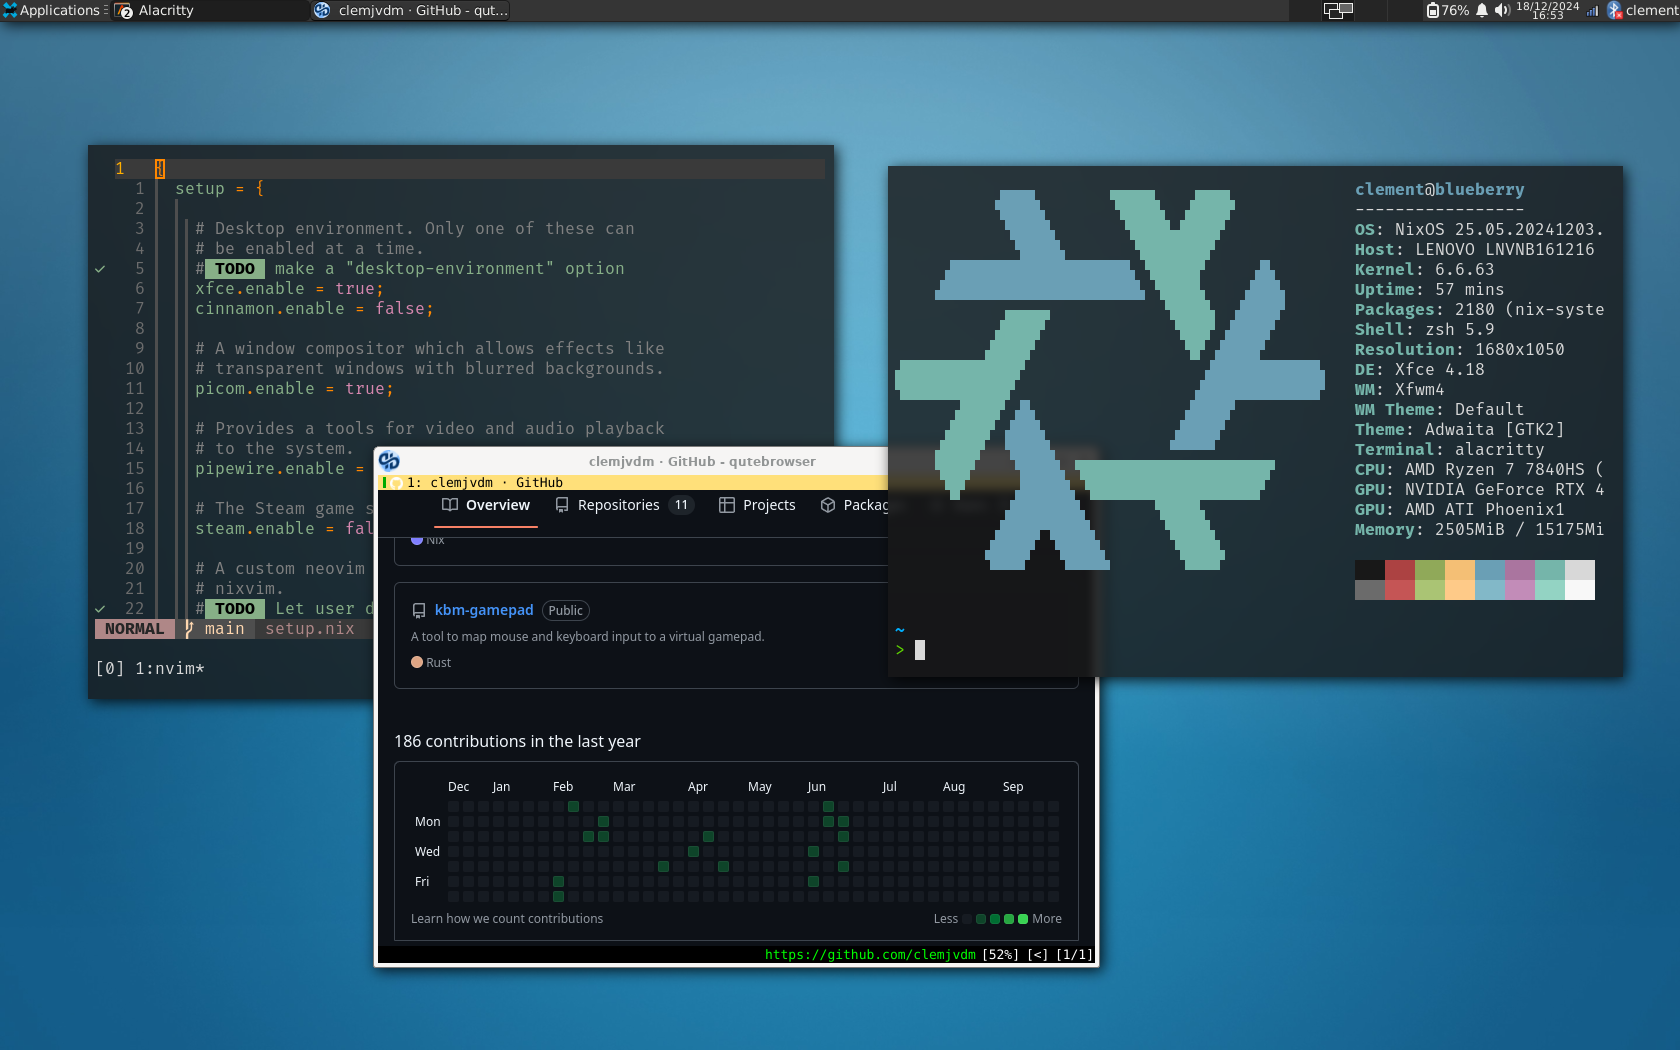 Applications
2 Alacritty
clemjvdm · GitHub - qut...
76%
18/12/2024
16:53
clement
1 {
1 setup = {
2
3 # Desktop environment. Only one of these can
4 # be enabled at a time.
5 # TODO make a "desktop-environment" option
6 xfce.enable = true;
7 cinnamon.enable = false;
8
9 # A window compositor which allows effects like
10 # transparent windows with blurred backgrounds.
11 picom.enable = true;
12
13 # Provides a tools for video and audio playback
14 # to the system.
15 pipewire.enable =
16
17 # The Steam game s
18 steam.enable = fal
19
20 # A custom neovim
21 # nixvim.
22 # TODO Let user d
NORMAL main setup.nix
[0] 1:nvim*
clemjvdm · GitHub - qutebrowser
1: clemjvdm · GitHub
Overview Repositories 11 Projects Packag
Nix
kbm-gamepad Public
A tool to map mouse and keyboard input to a virtual gamepad.
Rust
186 contributions in the last year
Dec Jan Feb Mar Apr May Jun Jul Aug Sep
Mon
Wed
Fri
Learn how we count contributions Less More
https://github.com/clemjvdm [52%] [<] [1/1]
clement@blueberry
-----------------
OS: NixOS 25.05.20241203.
Host: LENOVO LNVNB161216
Kernel: 6.6.63
Uptime: 57 mins
Packages: 2180 (nix-syste
Shell: zsh 5.9
Resolution: 1680x1050
DE: Xfce 4.18
WM: Xfwm4
WM Theme: Default
Theme: Adwaita [GTK2]
Terminal: alacritty
CPU: AMD Ryzen 7 7840HS (
GPU: NVIDIA GeForce RTX 4
GPU: AMD ATI Phoenix1
Memory: 2505MiB / 15175Mi
~
>